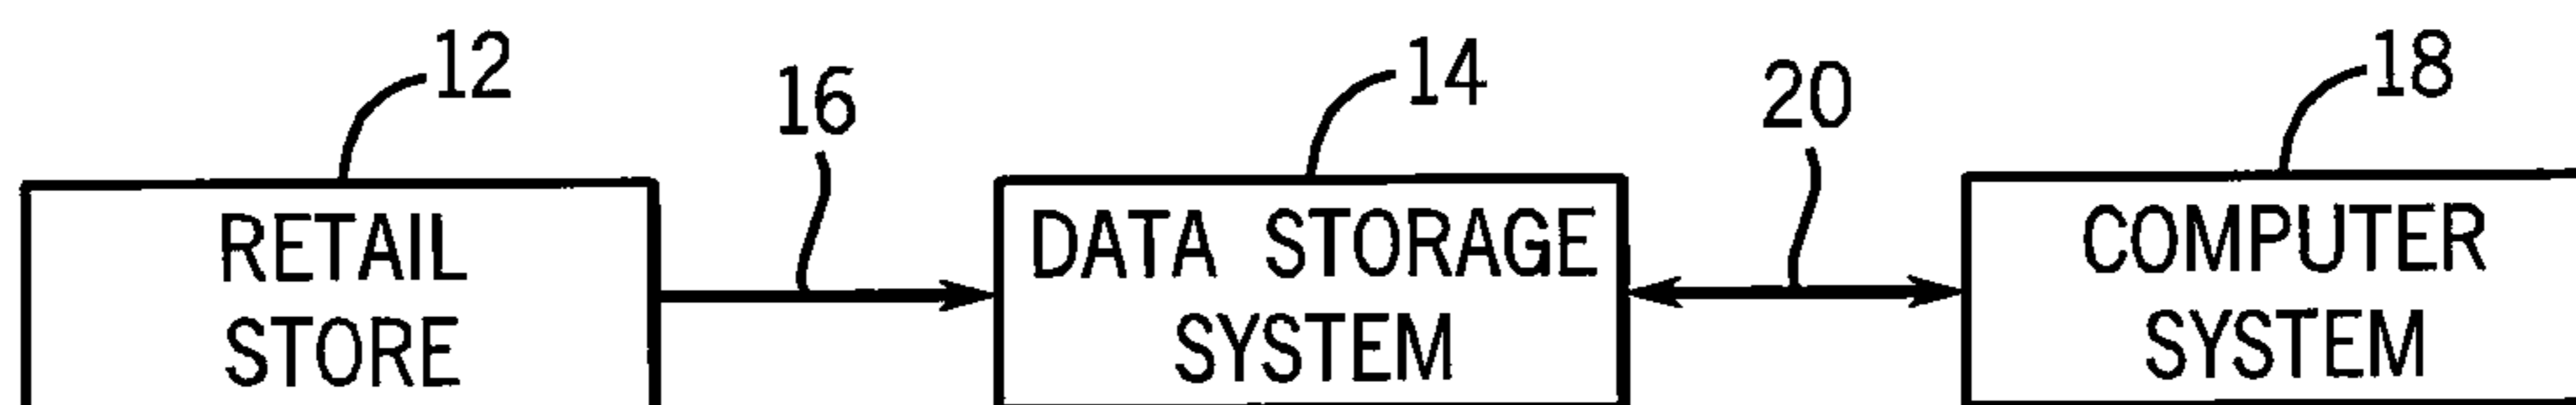 12
16
14
20
18
RETAIL
STORE
DATA STORAGE
SYSTEM
COMPUTER
SYSTEM